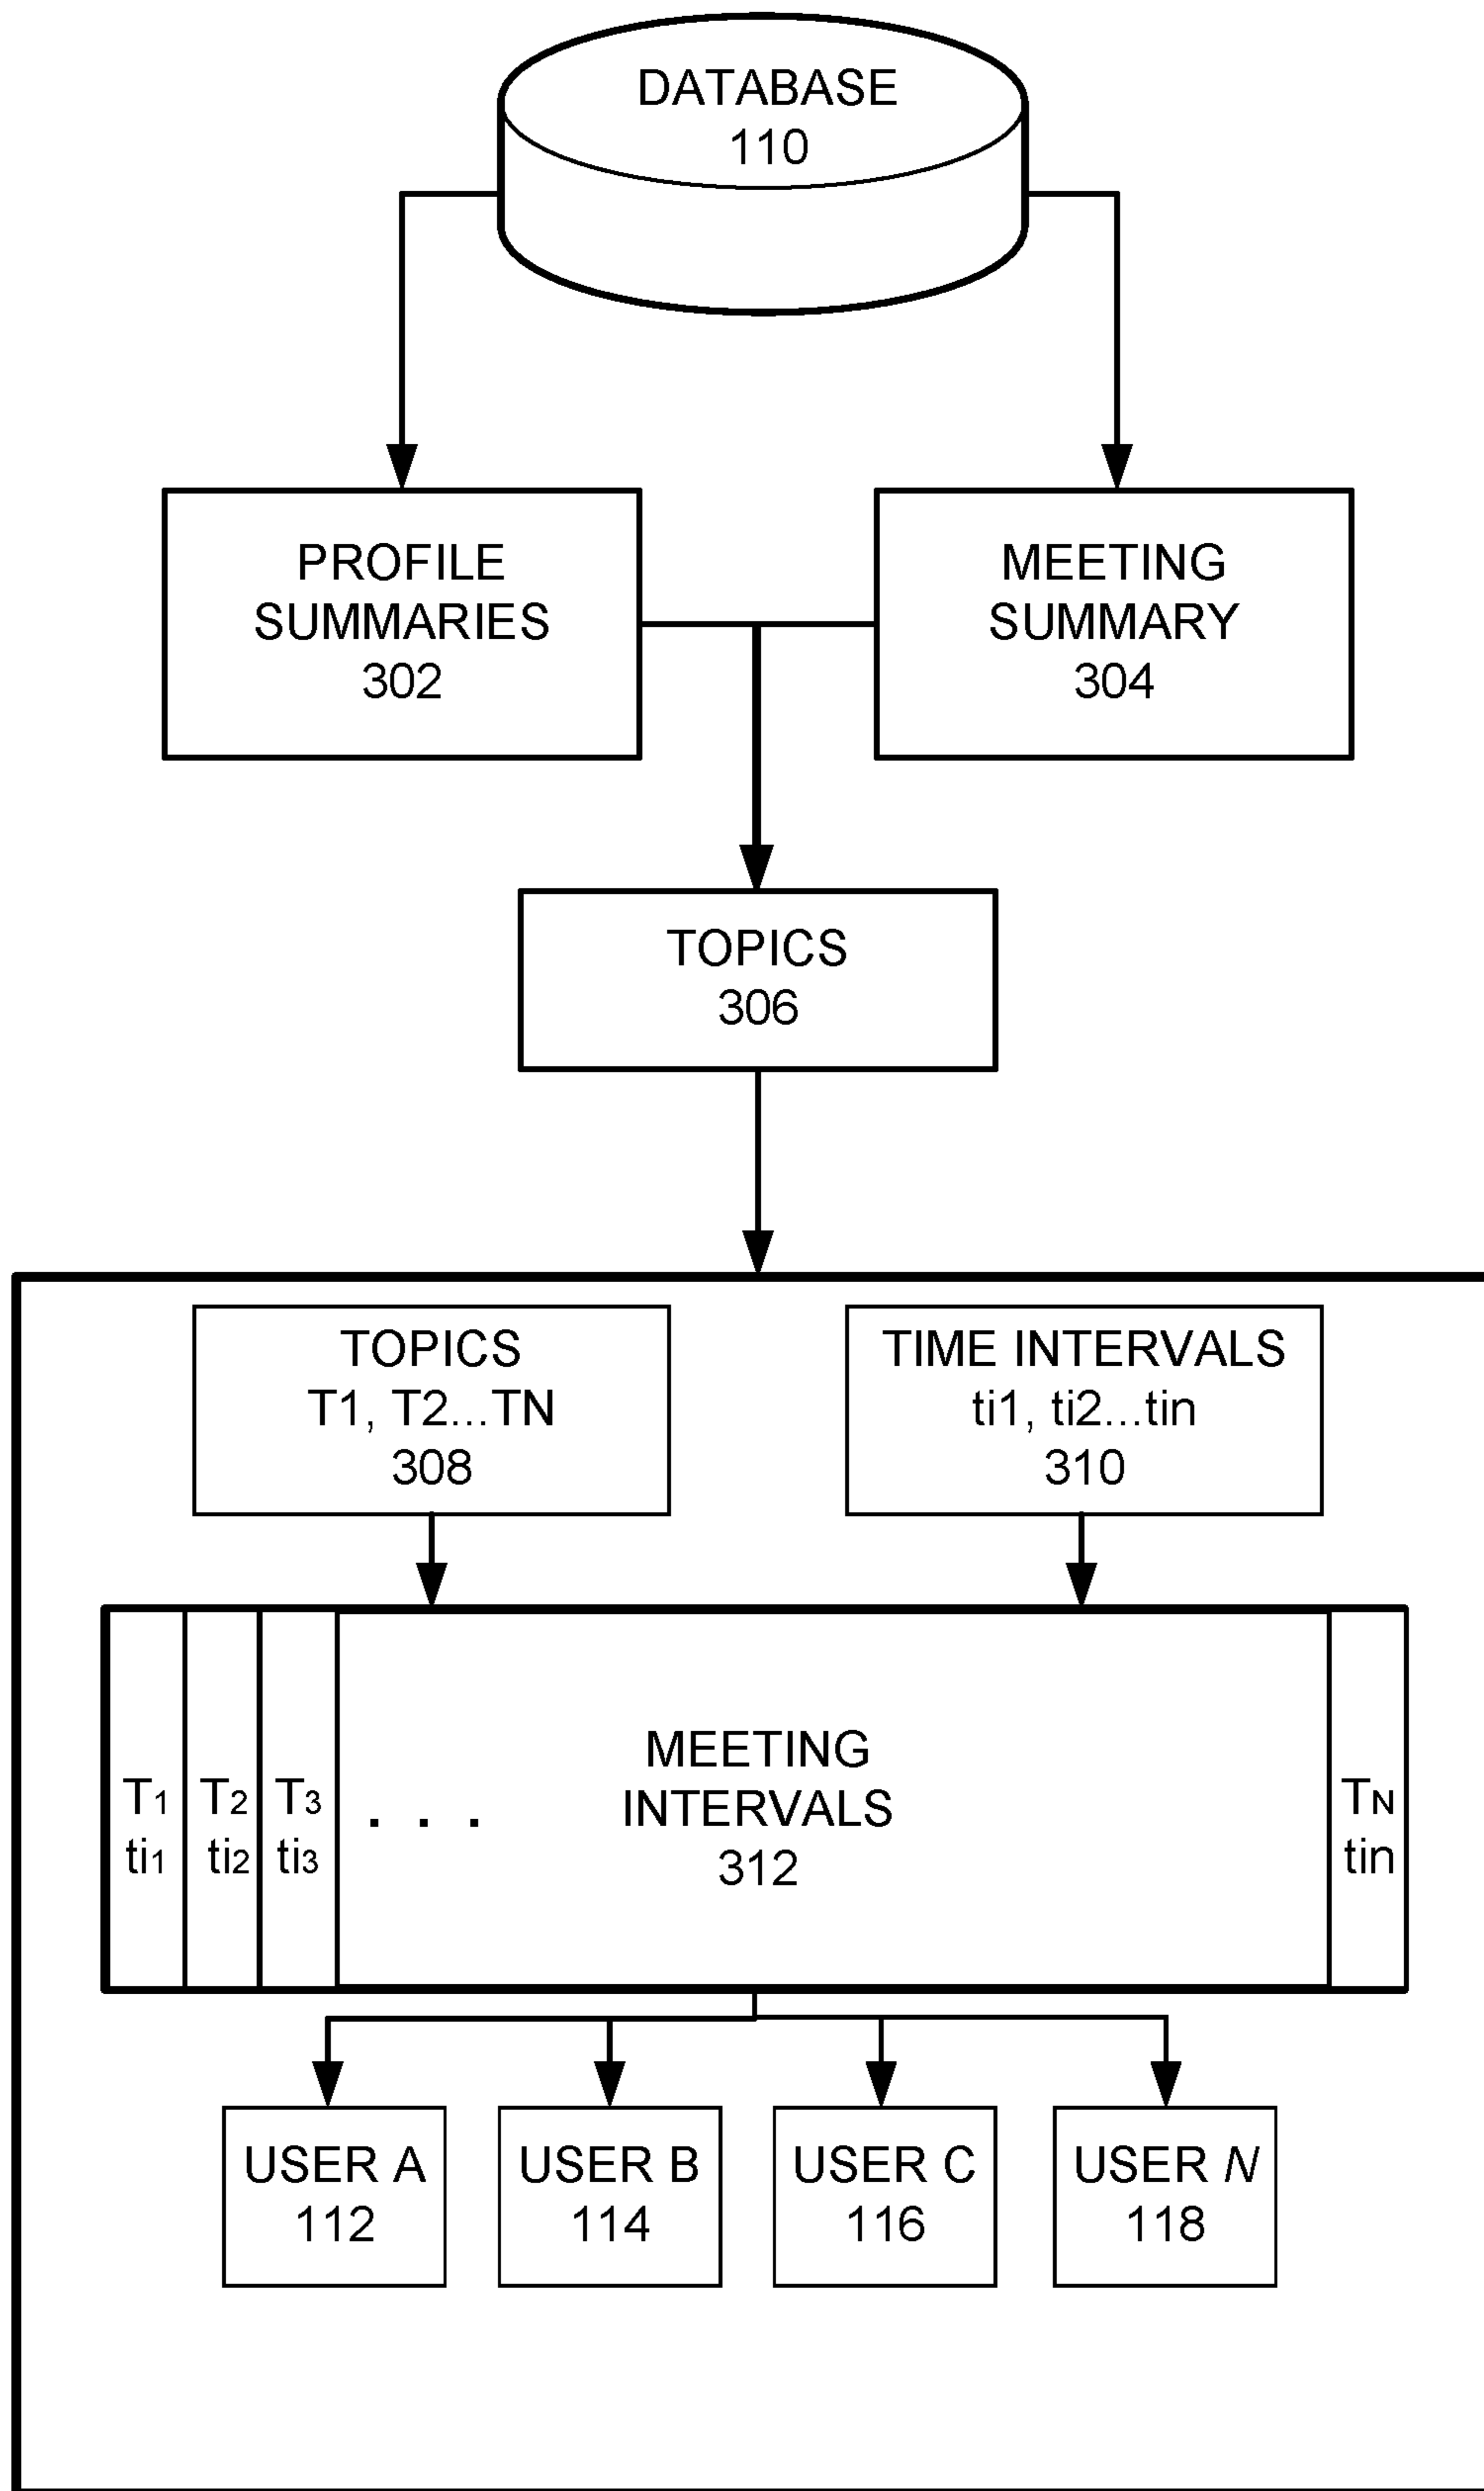 DATABASE
110
PROFILE
SUMMARIES
302
MEETING
SUMMARY
304
TOPICS
306
TOPICS
T1, T2...TN
308
TIME INTERVALS
ti1, ti2...tin
310
T1
ti1
T2
ti2
T3
ti3
. . .
MEETING
INTERVALS
312
TN
tin
USER A
112
USER B
114
USER C
116
USER N
118